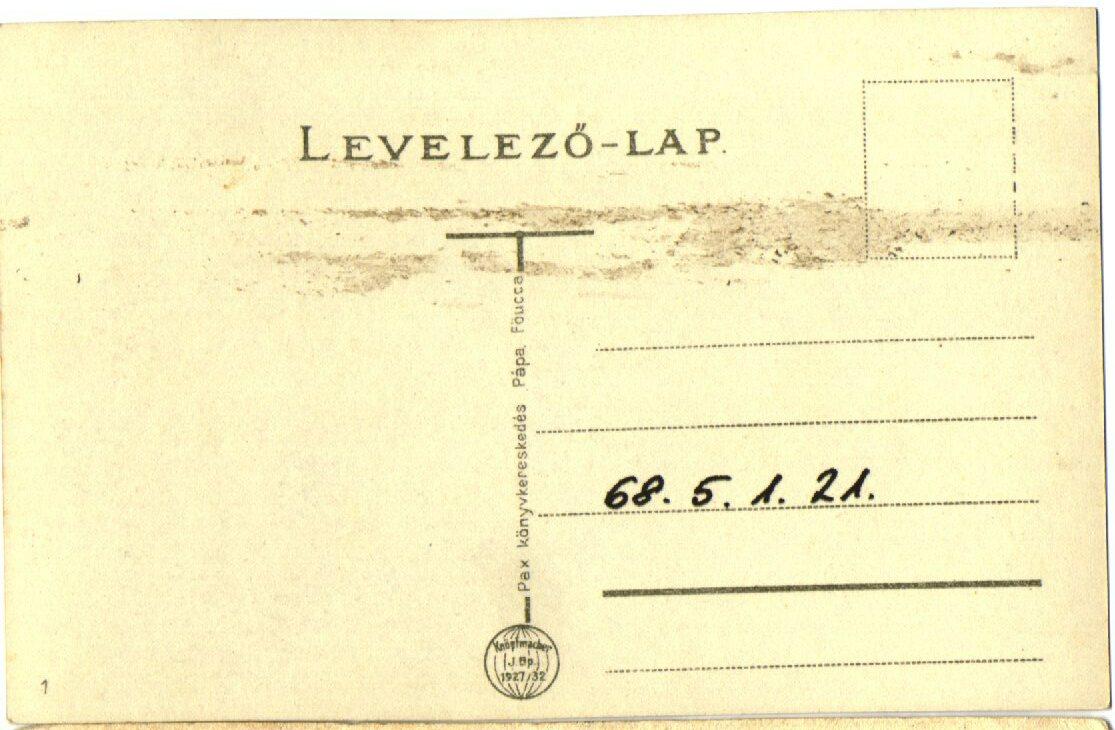 LEVELEZŐ-LAP.
Pax könyvkereskedés Pápa, Főucca
68. 5. 1. 21.
Knöpfmacher
J. Bp.
1927/32
1